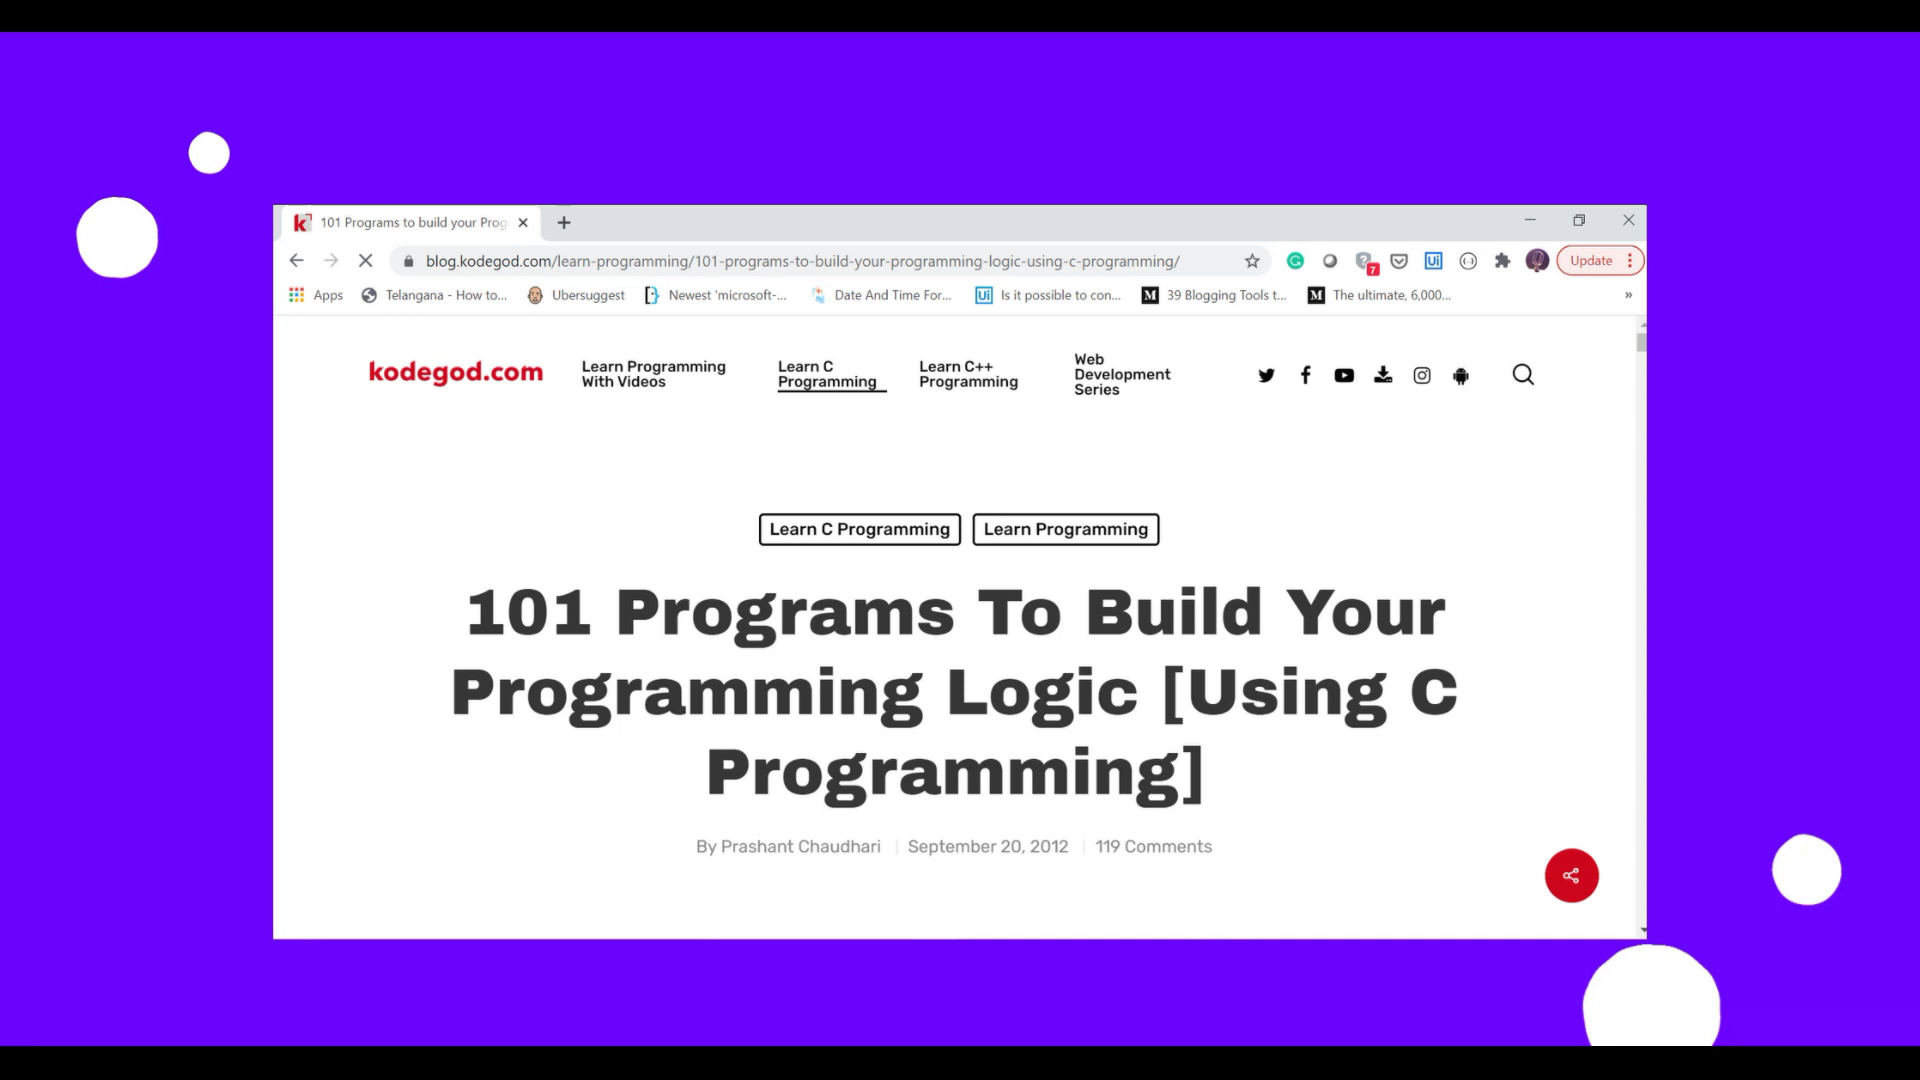 101 Programs to build your Prog
blog.kodegod.com/learn-programming/101-programs-to-build-your-programming-logic-using-c-programming/
7
Ui
Update
Apps
Telangana - How to...
Ubersuggest
Newest 'microsoft-...
Date And Time For...
Ui Is it possible to con...
M 39 Blogging Tools t...
M The ultimate, 6,000...
»
kodegod.com
Learn Programming
With Videos
Learn C
Programming
Learn C++
Programming
Web
Development
Series
Learn C Programming
Learn Programming
101 Programs To Build Your
Programming Logic [Using C
Programming]
By Prashant Chaudhari
September 20, 2012
119 Comments